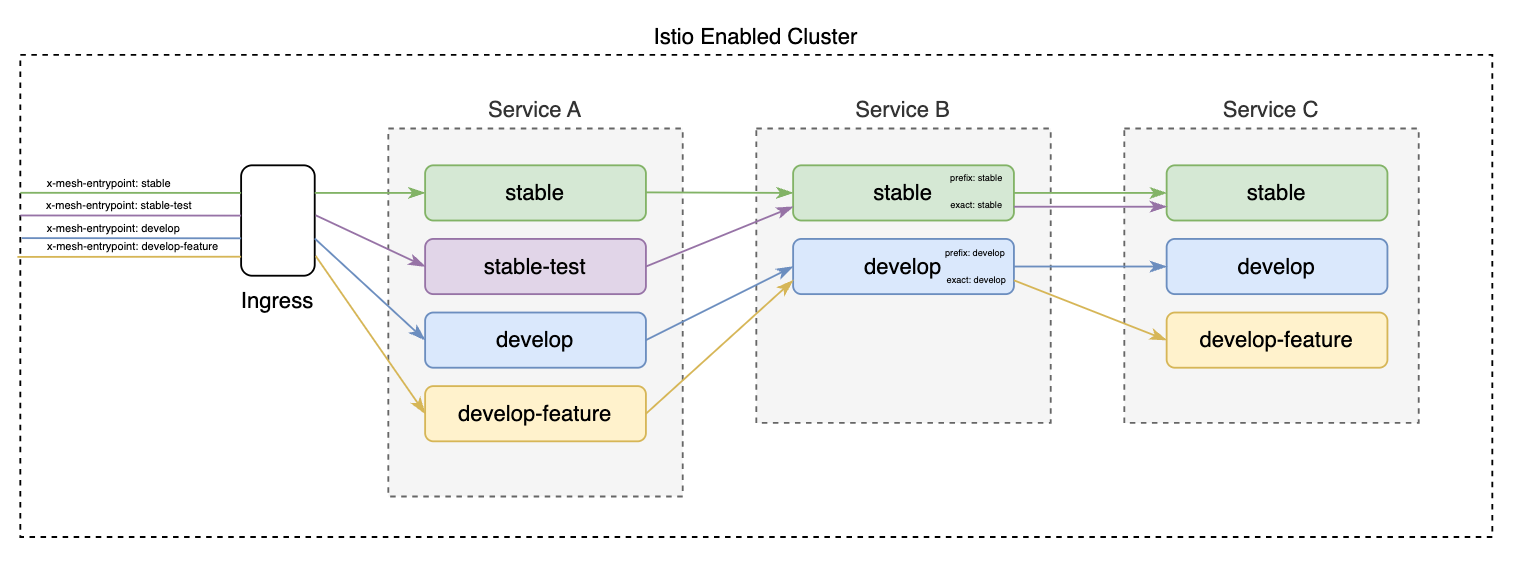 Istio Enabled Cluster
x-mesh-entrypoint: stable
x-mesh-entrypoint: stable-test
x-mesh-entrypoint: develop
x-mesh-entrypoint: develop-feature
Ingress
Service A
stable
stable-test
develop
develop-feature
Service B
stable
prefix: stable
exact: stable
develop
prefix: develop
exact: develop
Service C
stable
develop
develop-feature